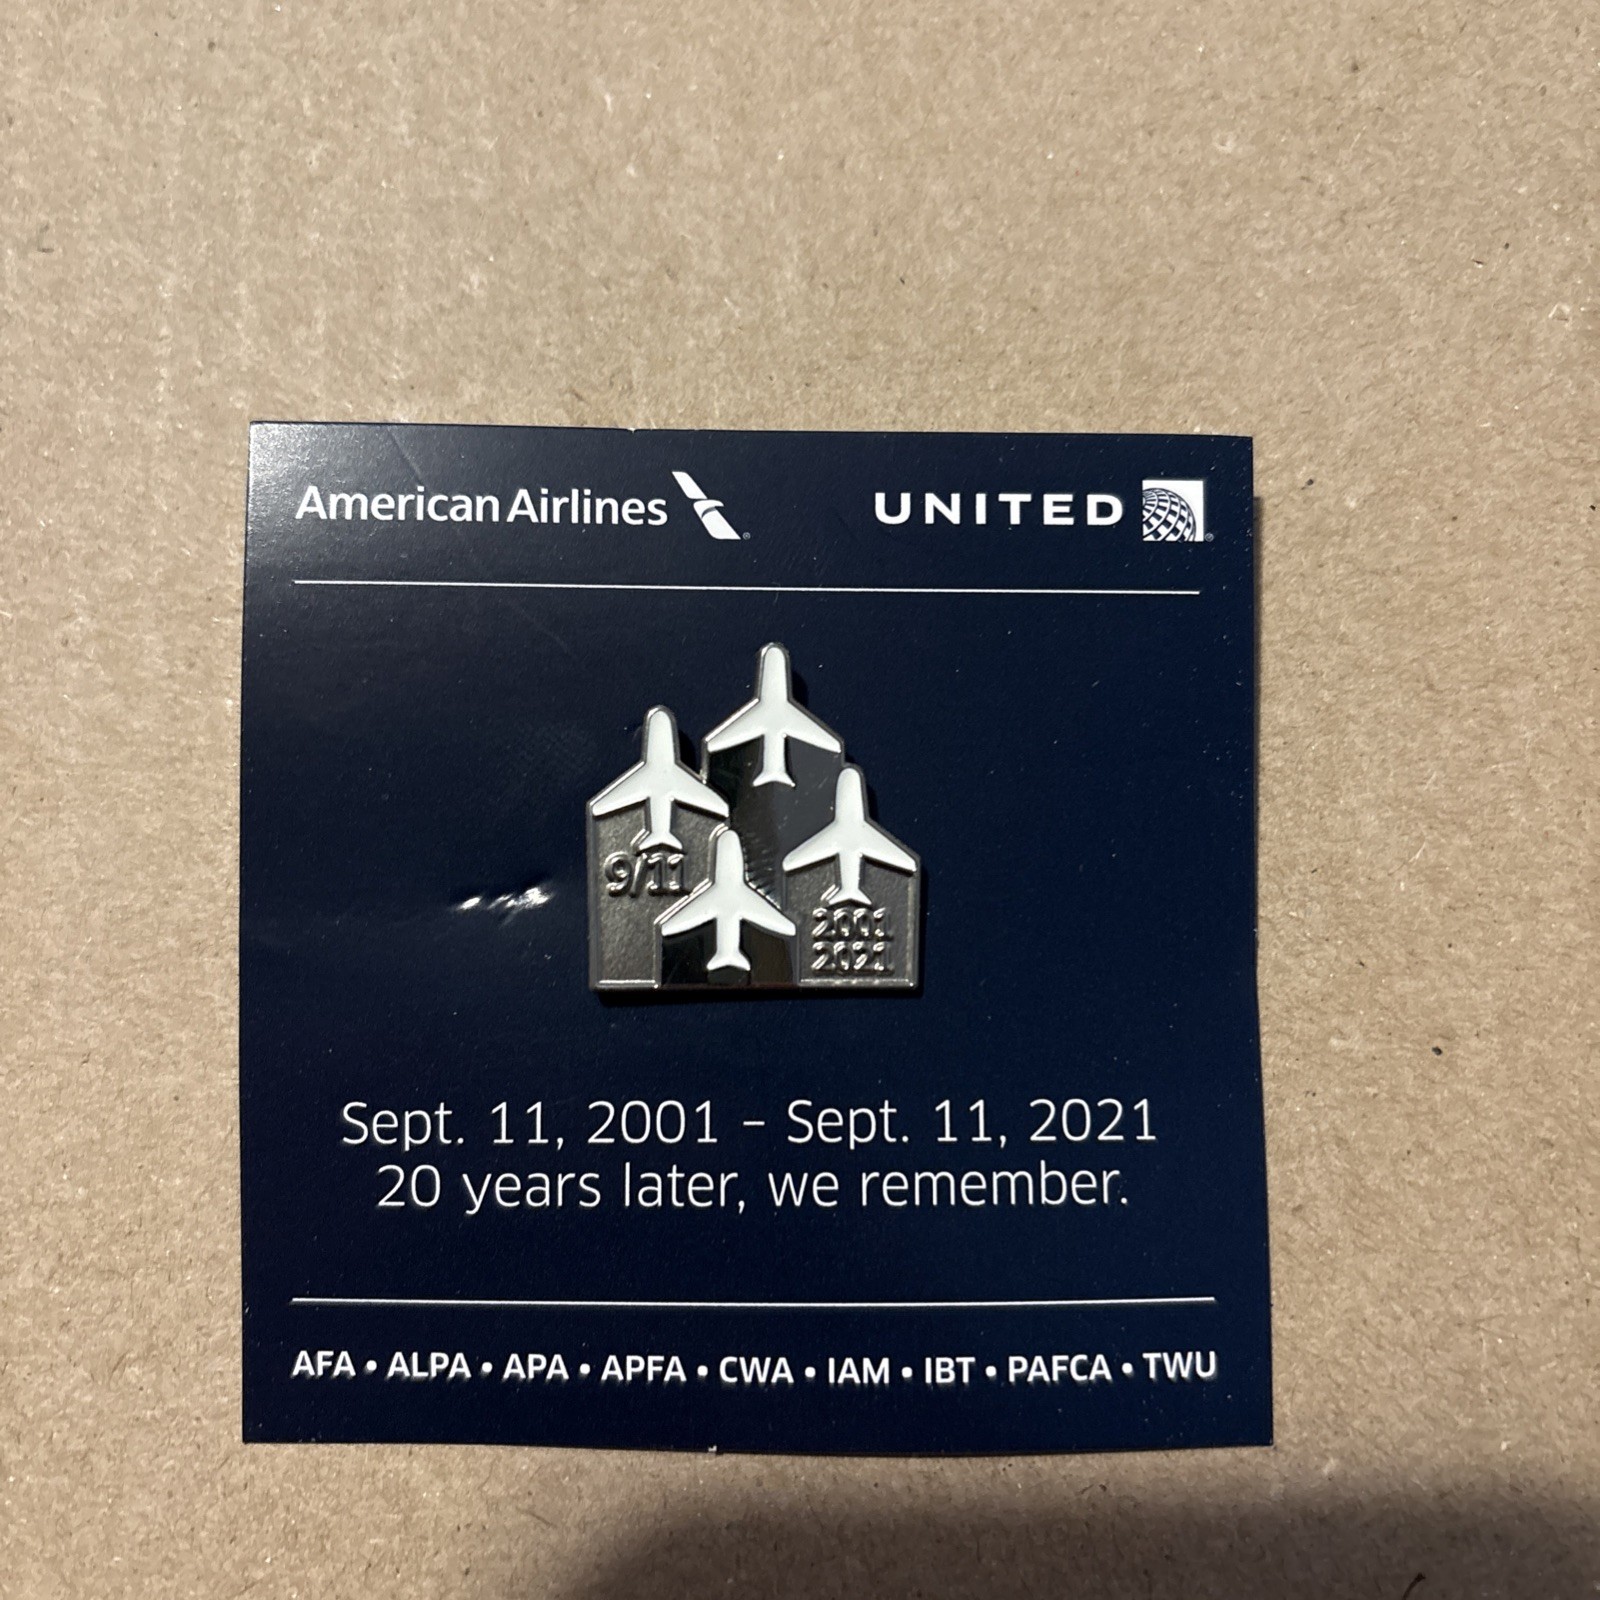 American Airlines
UNITED
9/11
2001
2021
Sept. 11, 2001 – Sept. 11, 2021
20 years later, we remember.
AFA • ALPA • APA • APFA • CWA • IAM • IBT • PAFCA • TWU